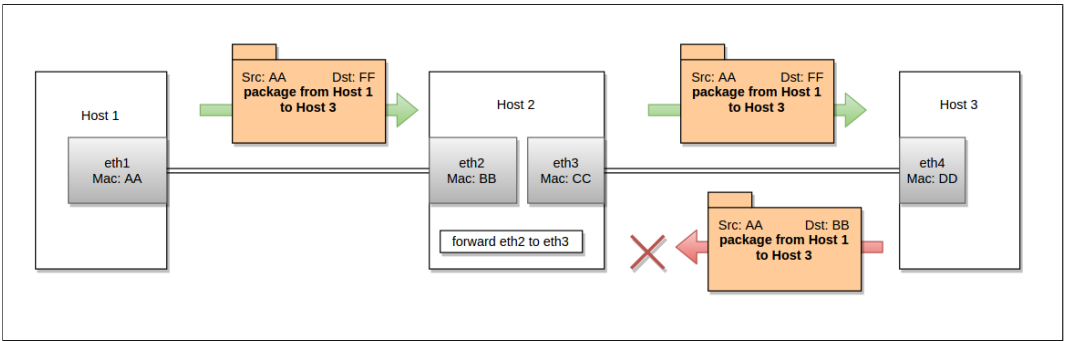 Host 1
eth1
Mac: AA
Src: AA Dst: FF
package from Host 1
to Host 3
Host 2
eth2
Mac: BB
eth3
Mac: CC
forward eth2 to eth3
Src: AA Dst: FF
package from Host 1
to Host 3
Host 3
eth4
Mac: DD
Src: AA Dst: BB
package from Host 1
to Host 3